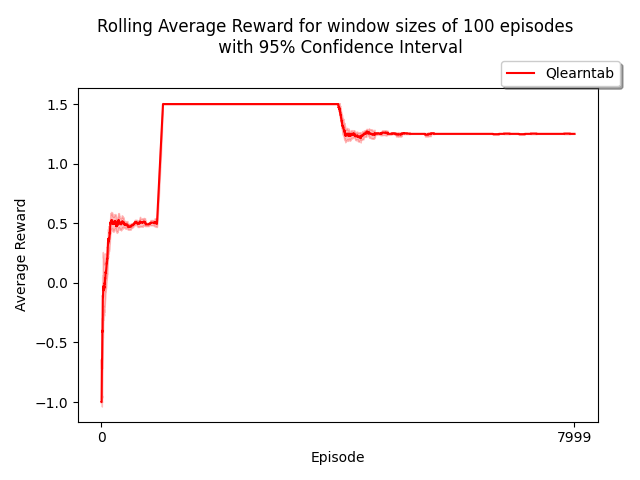 Rolling Average Reward for window sizes of 100 episodes
with 95% Confidence Interval
Qlearntab
Average Reward
1.5
1.0
0.5
0.0
−0.5
−1.0
0
7999
Episode